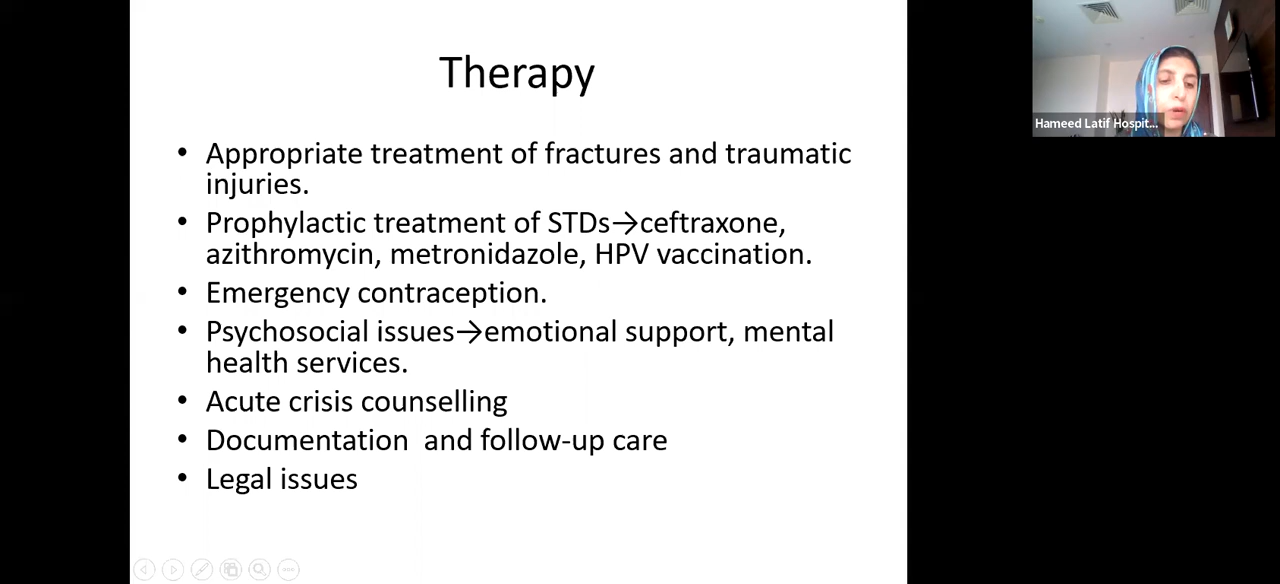 Therapy
• Appropriate treatment of fractures and traumatic
injuries.
• Prophylactic treatment of STDs→ceftraxone,
azithromycin, metronidazole, HPV vaccination.
• Emergency contraception.
• Psychosocial issues→emotional support, mental
health services.
• Acute crisis counselling
• Documentation  and follow-up care
• Legal issues
Hameed Latif Hospit...